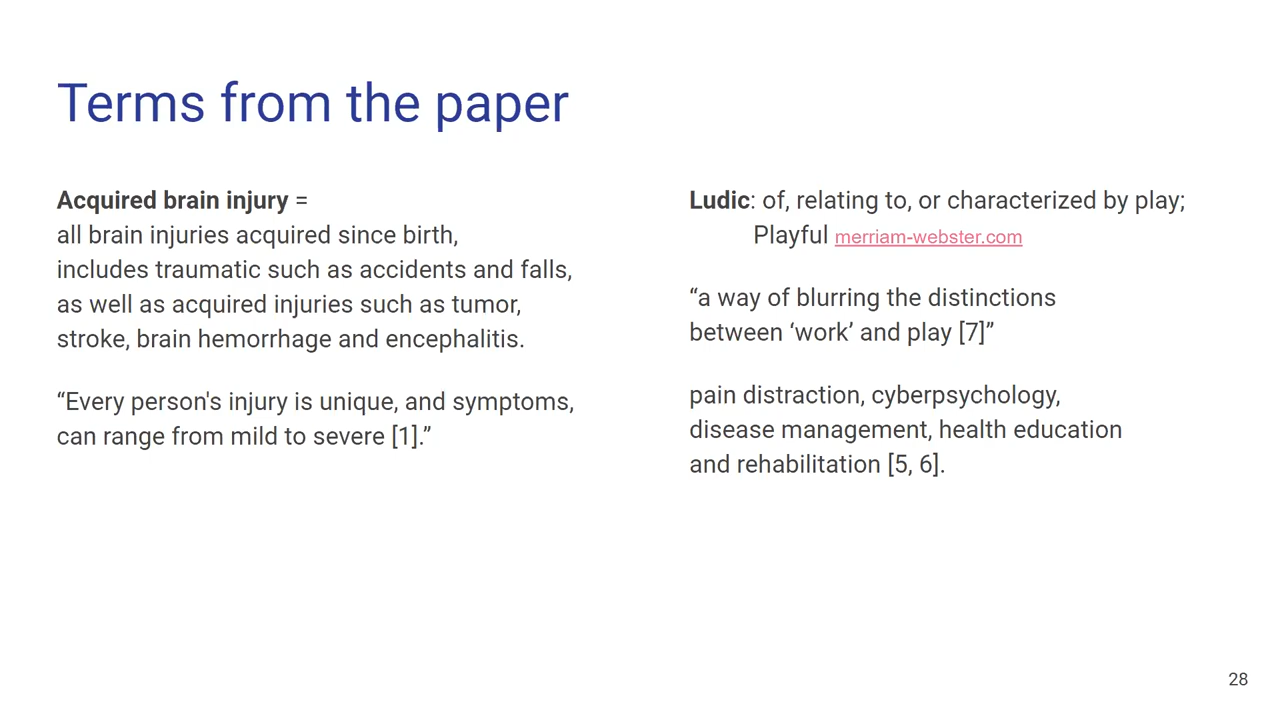 Terms from the paper
Acquired brain injury =
all brain injuries acquired since birth,
includes traumatic such as accidents and falls,
as well as acquired injuries such as tumor,
stroke, brain hemorrhage and encephalitis.
“Every person's injury is unique, and symptoms,
can range from mild to severe [1].”
Ludic: of, relating to, or characterized by play;
Playful merriam-webster.com
“a way of blurring the distinctions
between ‘work’ and play [7]”
pain distraction, cyberpsychology,
disease management, health education
and rehabilitation [5, 6].
28